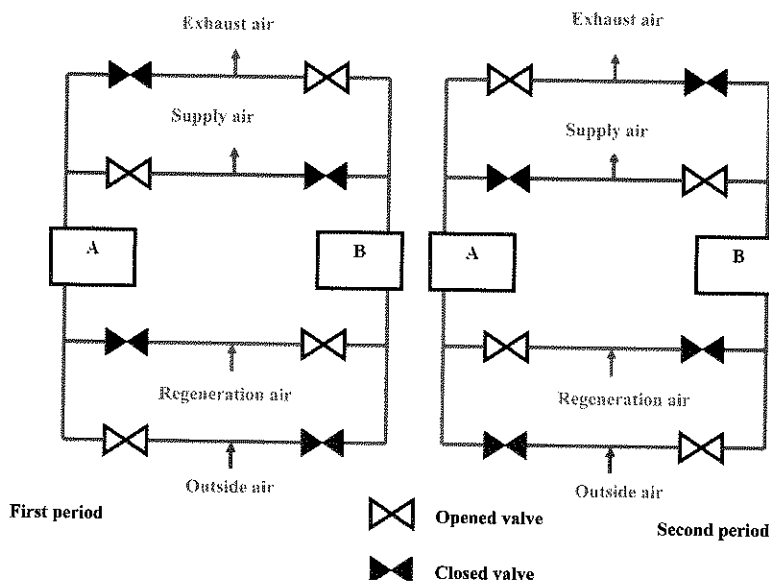 Exhaust air
Supply air
A
B
Regeneration air
Outside air
First period
Exhaust air
Supply air
A
B
Regeneration air
Outside air
Second period
Opened valve
Closed valve